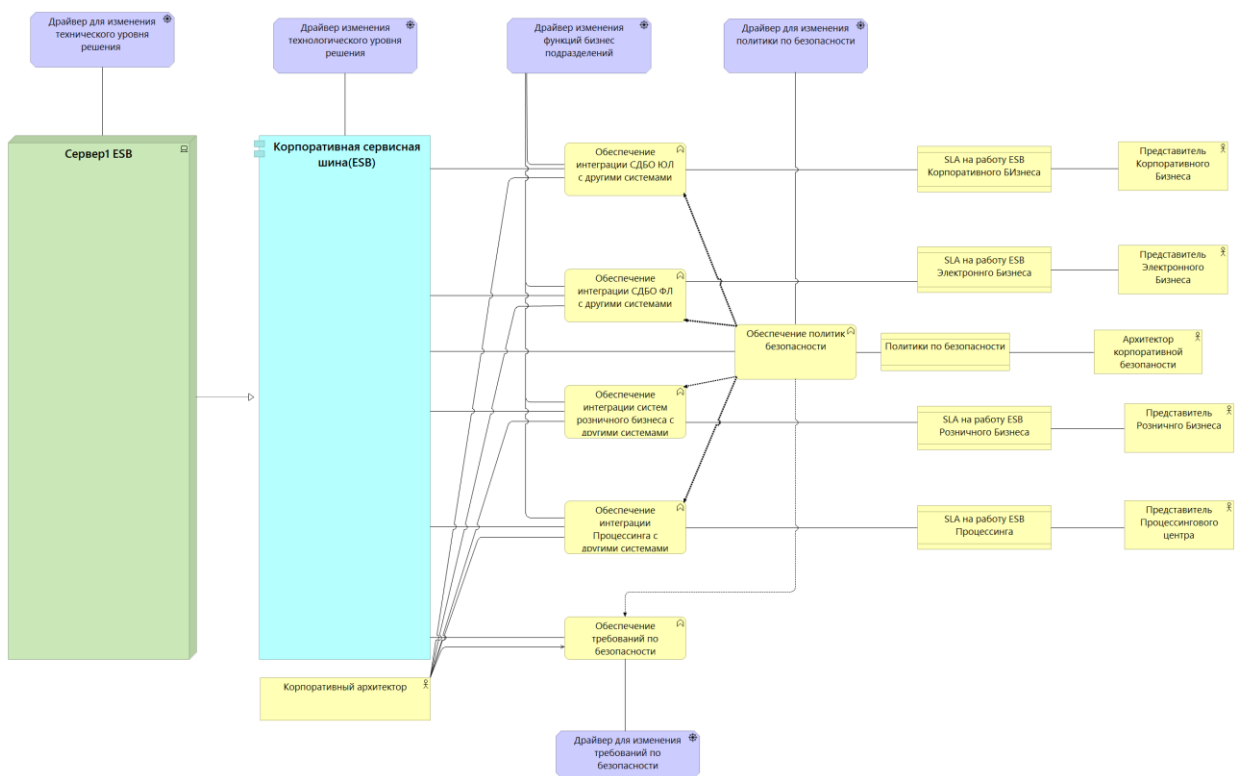 Драйвер для изменения
технического уровня
решения
Драйвер изменения
технологического уровня
решения
Драйвер изменения
функций бизнес
подразделений
Драйвер для изменения
политики по безопасности
Сервер1 ESB
Корпоративная сервисная
шина(ESB)
Обеспечение
интеграции СДБО ЮЛ
с другими системами
SLA на работу ESB
Корпоративного БИзнеса
Представитель
Корпоративного
Бизнеса
Обеспечение
интеграции СДБО ФЛ
с другими системами
SLA на работу ESB
Электроннго Бизнеса
Представитель
Электронного
Бизнеса
Обеспечение политик
безопасности
Политики по безопасности
Архитектор
корпоративной
безопаности
Обеспечение
интеграции систем
розничного бизнеса с
другими системами
SLA на работу ESB
Розничного Бизнеса
Представитель
Розничнго Бизнеса
Обеспечение
интеграции
Процессинга с
другими системами
SLA на работу ESB
Процессинга
Представитель
Процессингового
центра
Обеспечение
требований по
безопасности
Корпоративный архитектор
Драйвер для изменения
требований по
безопасности